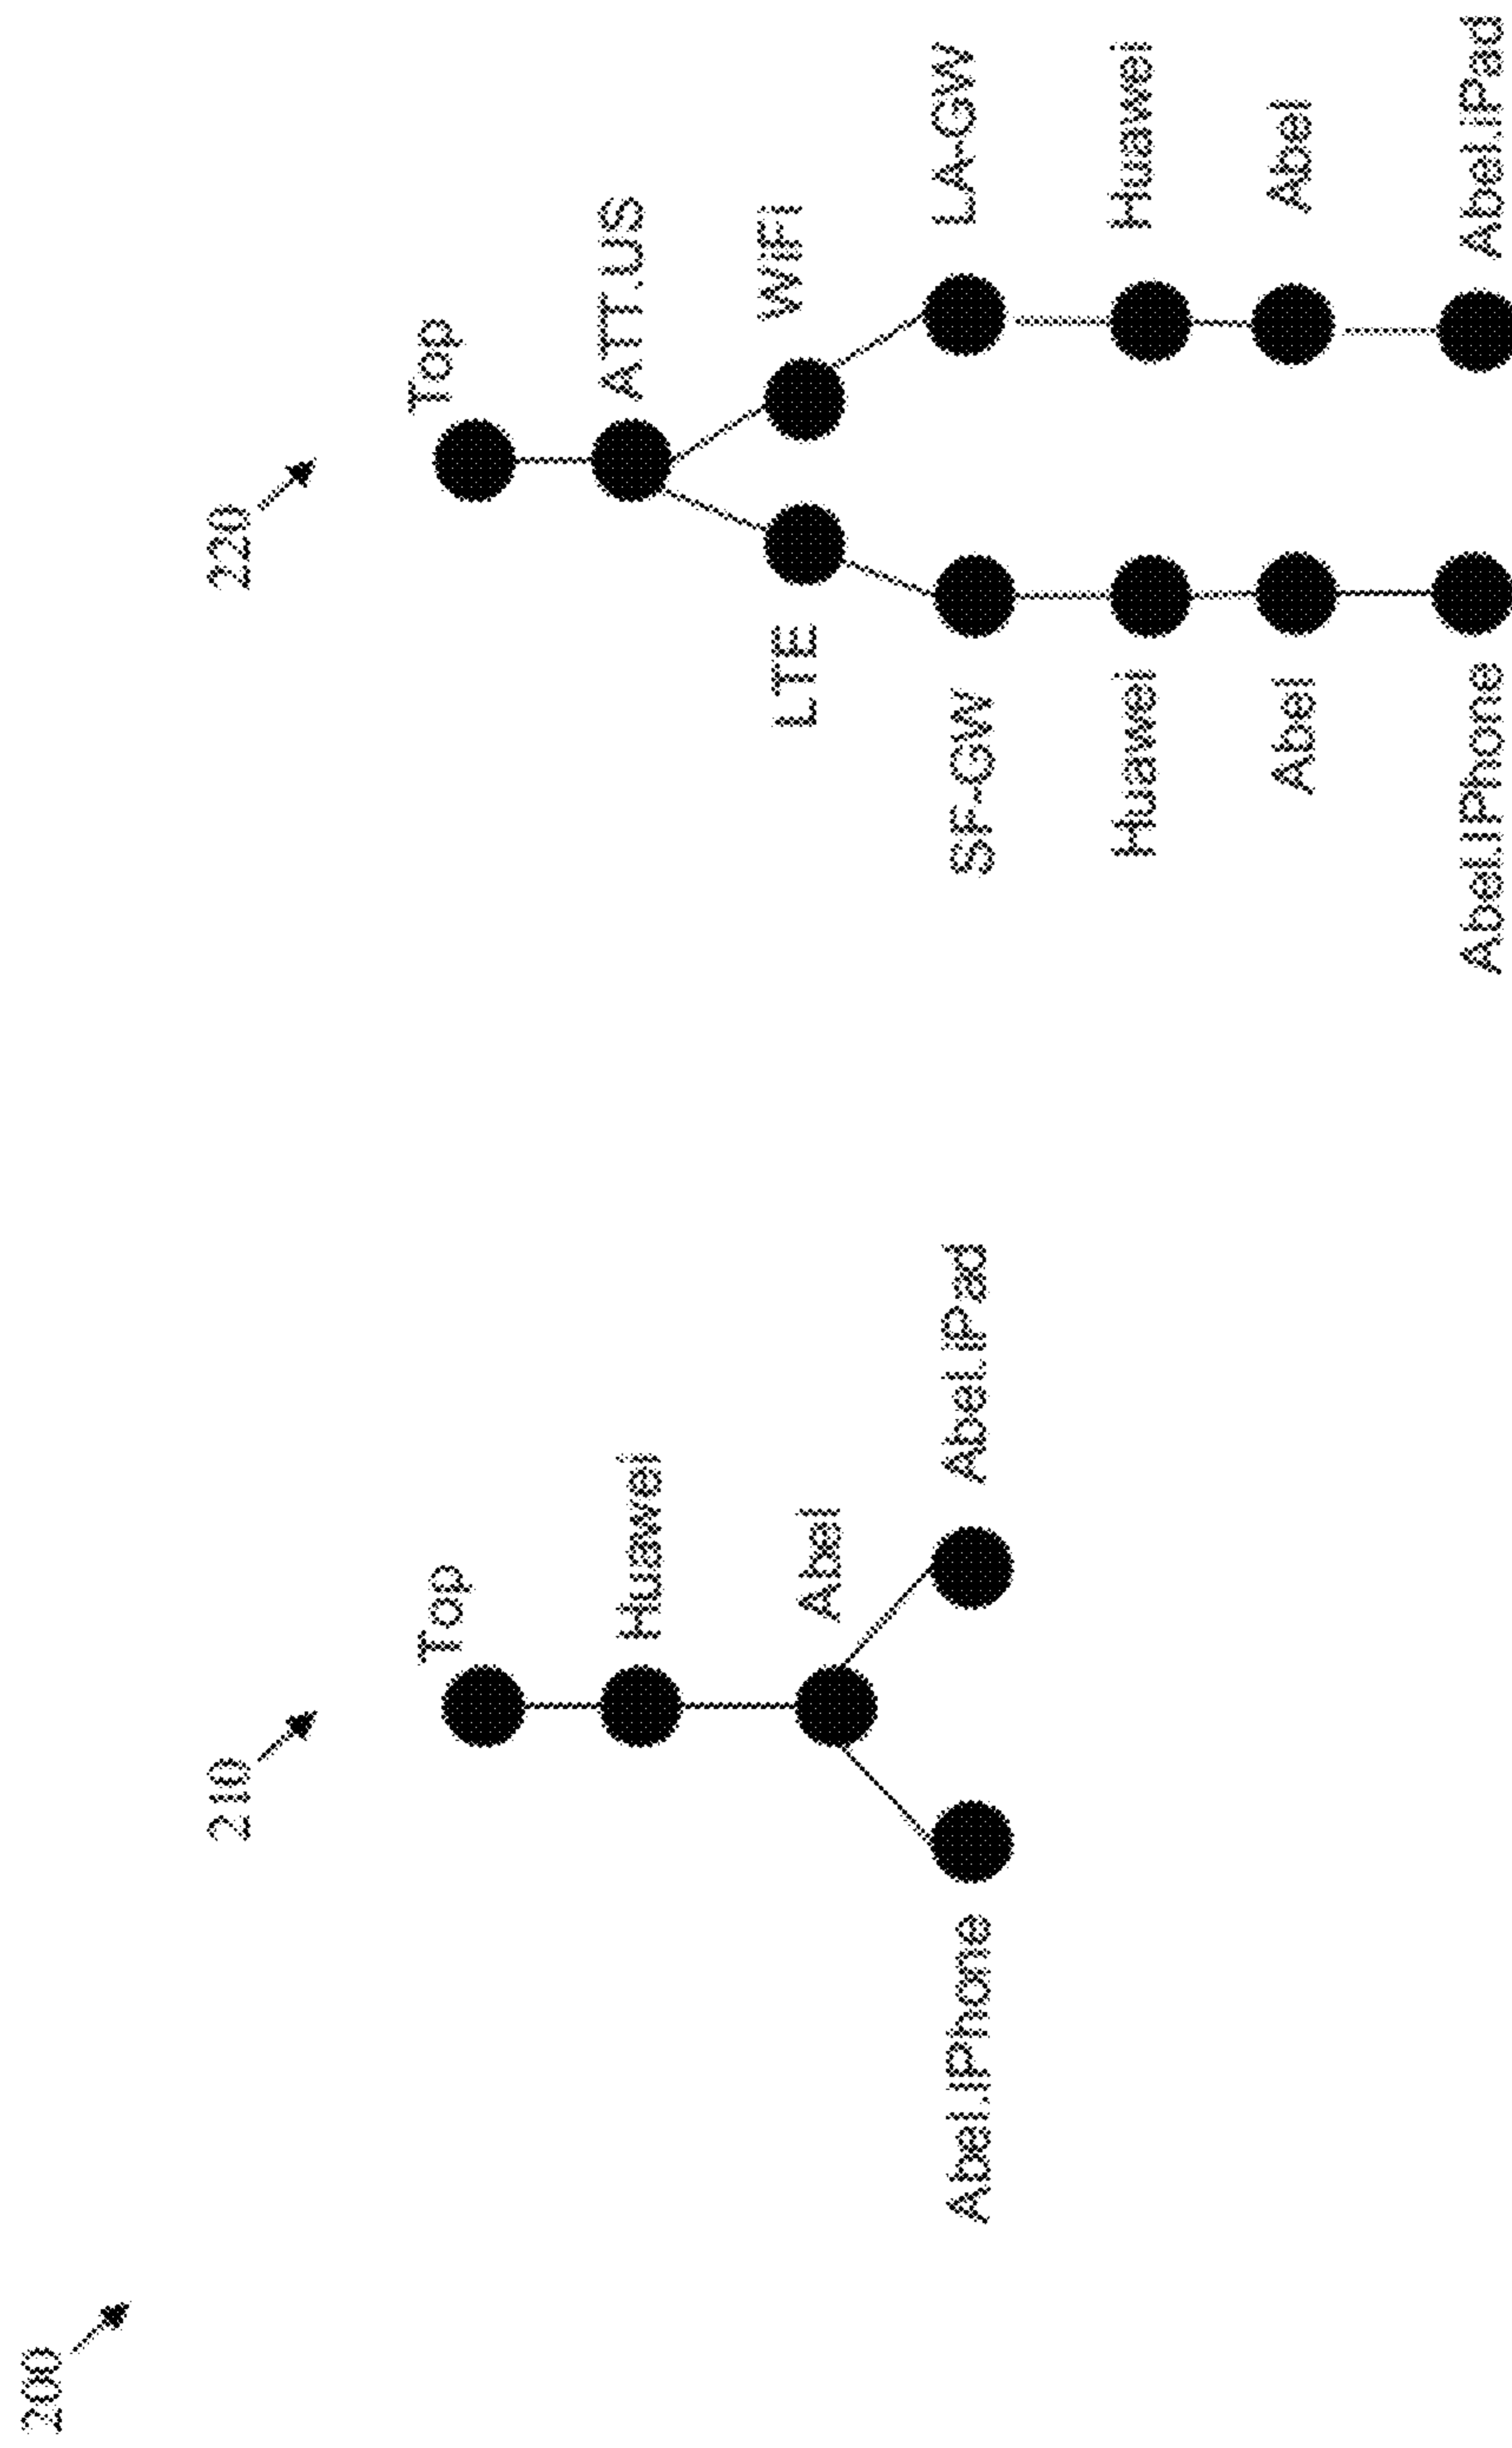 200
210
Top
Huawei
Abel
Abel.iPhone
Abel.iPad
220
Top
ATT.US
LTE
WiFi
SF-GW
LA-GW
Huawei
Huawei
Abel
Abel
Abel.iPhone
Abel.iPad